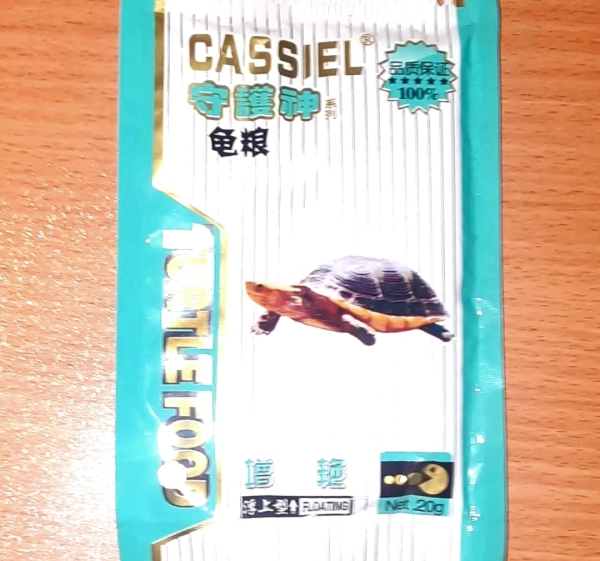 CASSIEL®
品质保证
★★★★★
100%
守護神系列
龟粮
TURTLE FOOD
增 艳
浮上型⬆ FLOATING
Net .20g